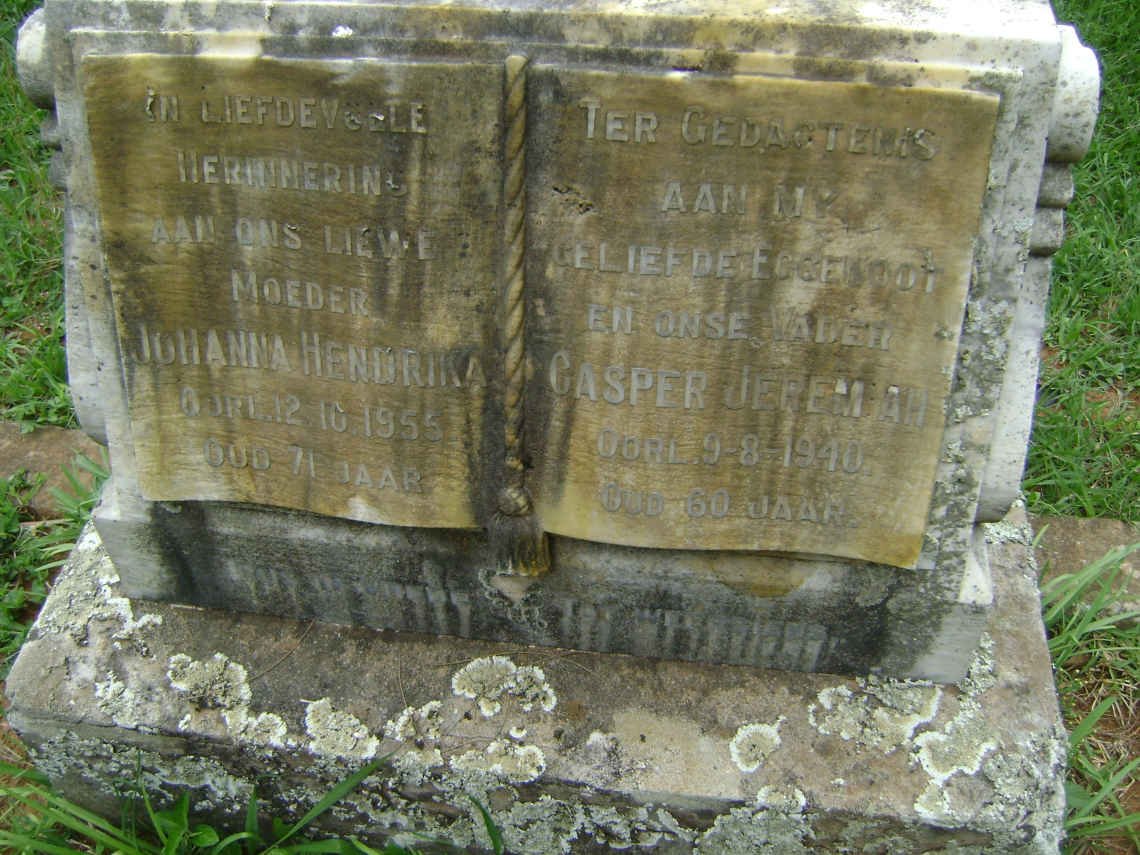 IN LIEFDEVOLLE
HERINNERING
AAN ONS LIEWE
MOEDER
JOHANNA HENDRIKA
OORL. 12.10.1955
OUD 71 JAAR
TER GEDAGTENIS
AAN MY
GELIEFDE EGGENOOT
EN ONSE VADER
CASPER JEREMIAH
OORL. 9-8-1940.
OUD 60 JAAR.